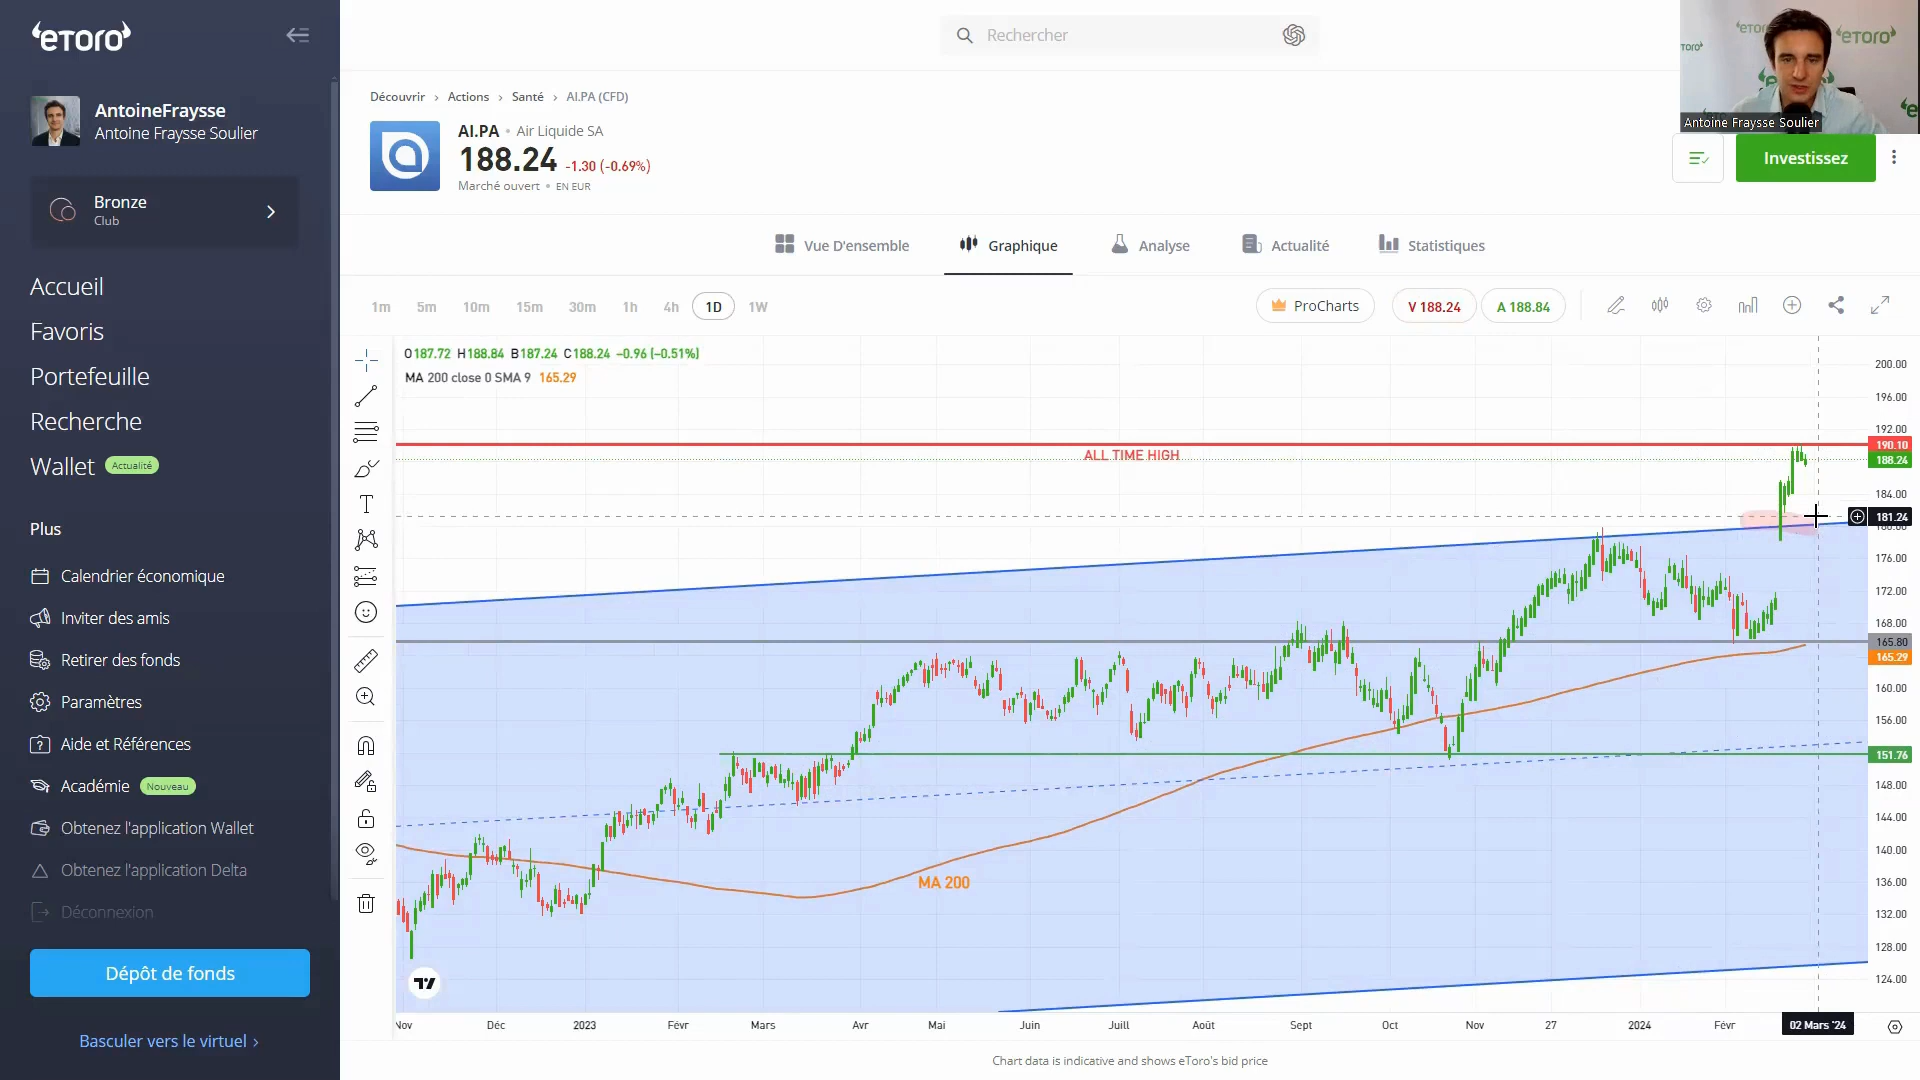 eToro
AntoineFraysse
Antoine Fraysse Soulier
Bronze
Club
Accueil
Favoris
Portefeuille
Recherche
Wallet Actualité
Plus
Calendrier économique
Inviter des amis
Retirer des fonds
Paramètres
Aide et Références
Académie Nouveau
Obtenez l'application Wallet
Obtenez l'application Delta
Déconnexion
Dépôt de fonds
Basculer vers le virtuel ›
Rechercher
Découvrir › Actions › Santé › AI.PA (CFD)
AI.PA • Air Liquide SA
188.24 -1.30 (-0.69%)
Marché ouvert • EN EUR
eToro
eToro
Antoine Fraysse Soulier
Investissez
Vue D'ensemble
Graphique
Analyse
Actualité
Statistiques
1m 5m 10m 15m 30m 1h 4h 1D 1W
ProCharts
V 188.24
A 188.84
O187.72 H188.84 B187.24 C188.24 −0.96 (−0.51%)
MA 200 close 0 SMA 9 165.29
ALL TIME HIGH
MA 200
200.00
196.00
192.00
190.10
188.24
184.00
181.24
176.00
172.00
168.00
165.80
165.29
160.00
156.00
151.76
148.00
144.00
140.00
136.00
132.00
128.00
124.00
Nov Déc 2023 Févr Mars Avr Mai Juin Juill Août Sept Oct Nov 27 2024 Févr 02 Mars '24
Chart data is indicative and shows eToro's bid price